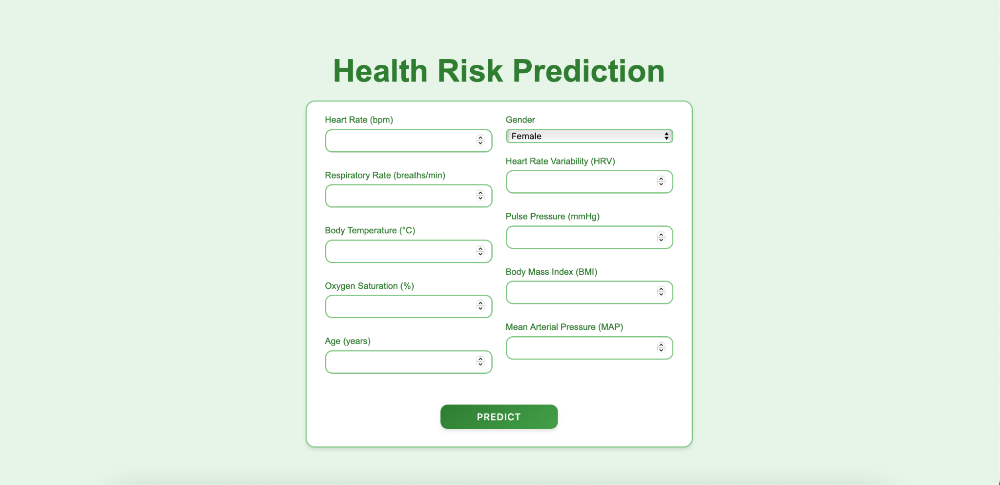 Health Risk Prediction
Heart Rate (bpm)
Respiratory Rate (breaths/min)
Body Temperature (°C)
Oxygen Saturation (%)
Age (years)
Gender
Female
Heart Rate Variability (HRV)
Pulse Pressure (mmHg)
Body Mass Index (BMI)
Mean Arterial Pressure (MAP)
PREDICT